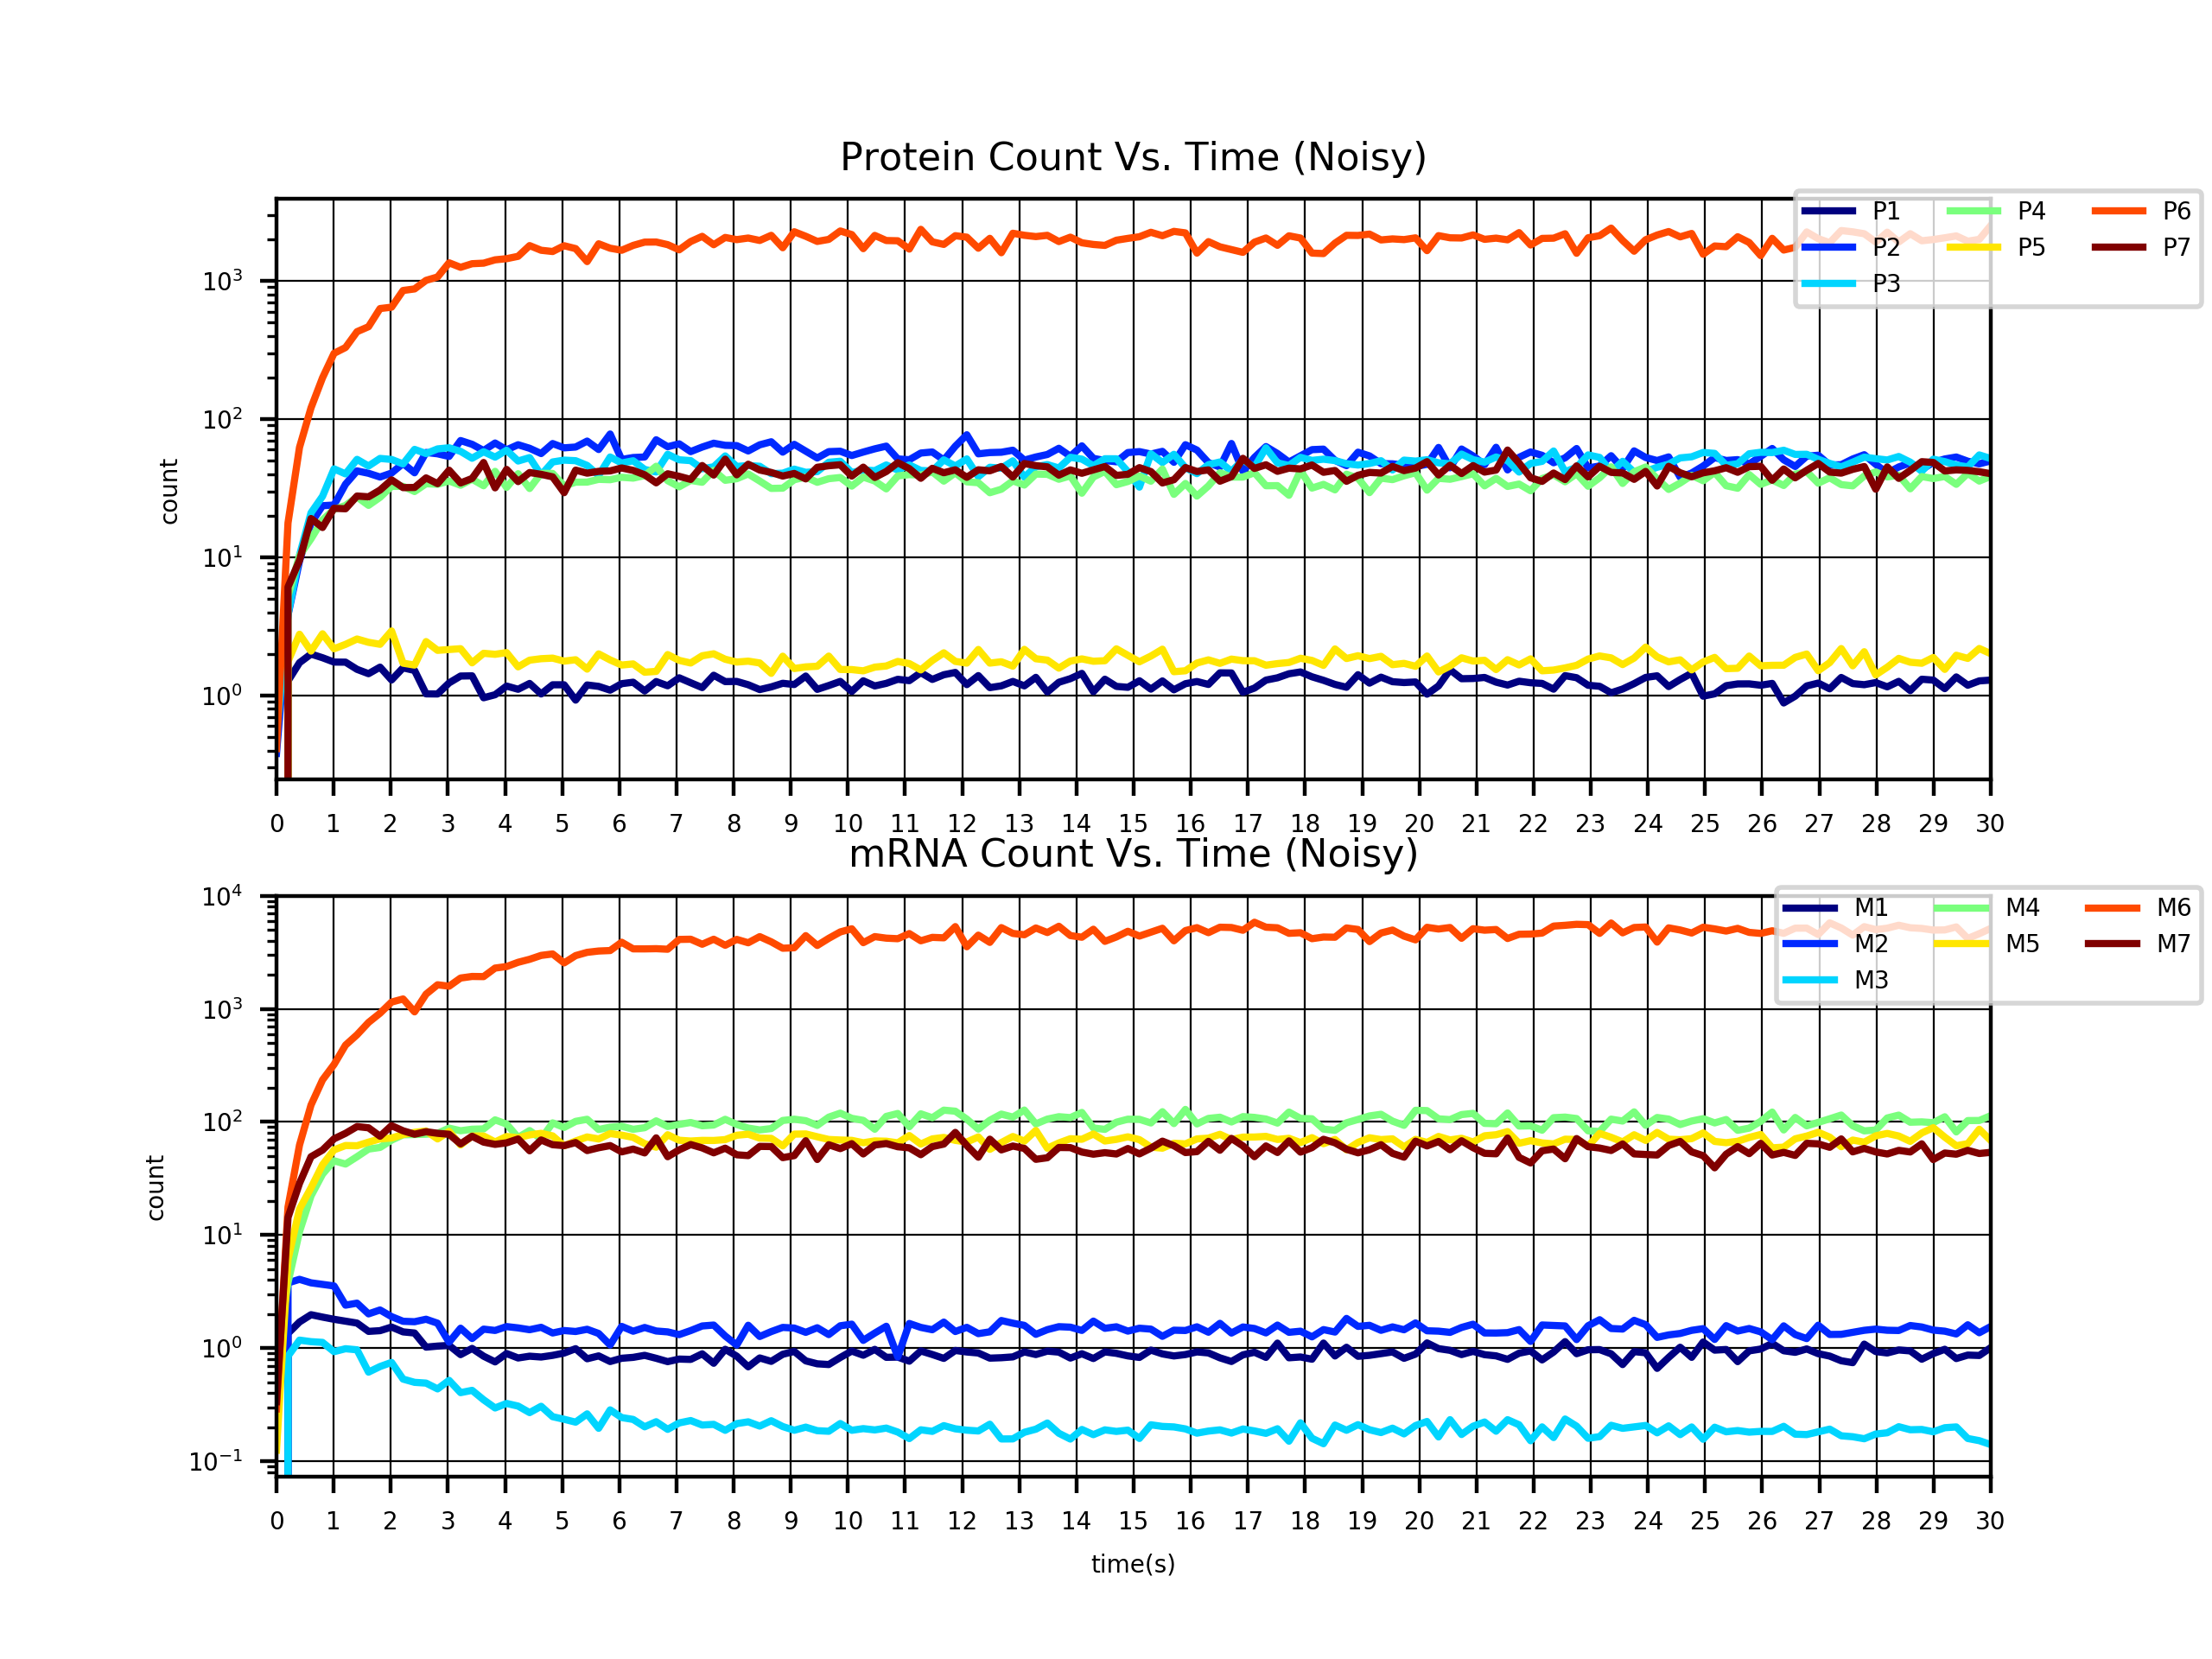 Protein Count Vs. Time (Noisy)
P1 P4 P6
P2 P5 P7
P3
count
10³
10²
10¹
10⁰
0 1 2 3 4 5 6 7 8 9 10 11 12 13 14 15 16 17 18 19 20 21 22 23 24 25 26 27 28 29 30
mRNA Count Vs. Time (Noisy)
M1 M4 M6
M2 M5 M7
M3
count
10⁴
10³
10²
10¹
10⁰
10⁻¹
0 1 2 3 4 5 6 7 8 9 10 11 12 13 14 15 16 17 18 19 20 21 22 23 24 25 26 27 28 29 30
time(s)